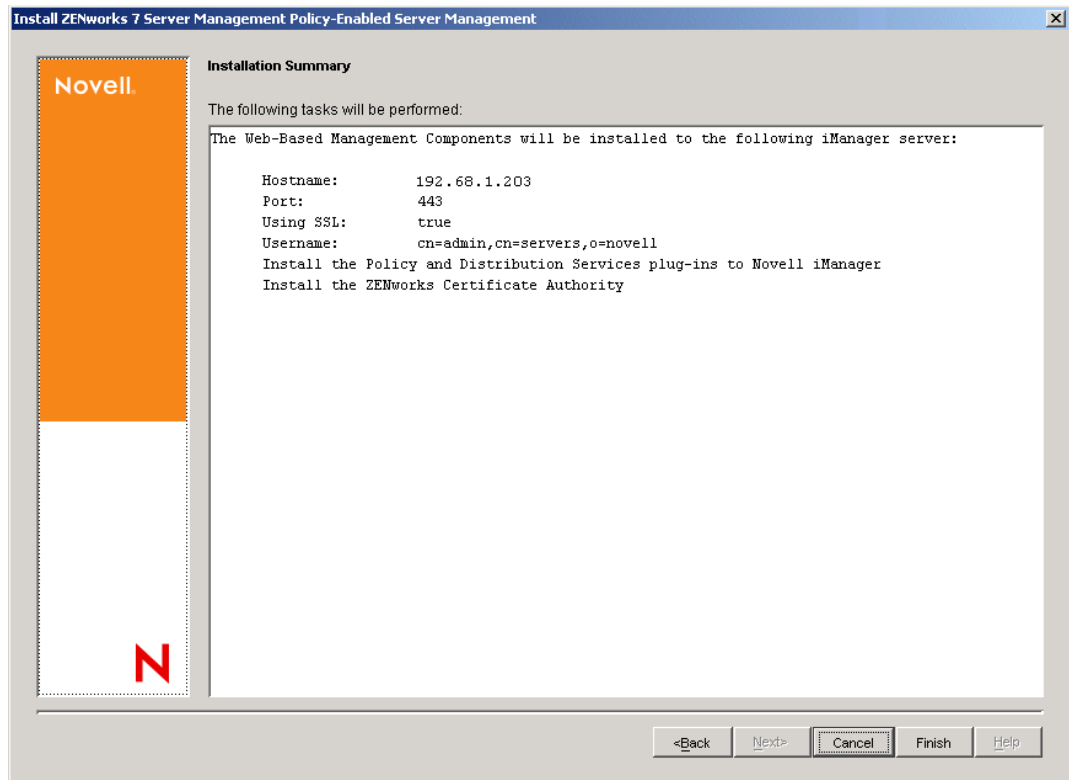 Install ZENworks 7 Server Management Policy-Enabled Server Management
Novell.
Installation Summary
The following tasks will be performed:
The Web-Based Management Components will be installed to the following iManager server:
Hostname: 192.68.1.203
Port: 443
Using SSL: true
Username: cn=admin,cn=servers,o=novell
Install the Policy and Distribution Services plug-ins to Novell iManager
Install the ZENworks Certificate Authority
N
<Back Next> Cancel Finish Help